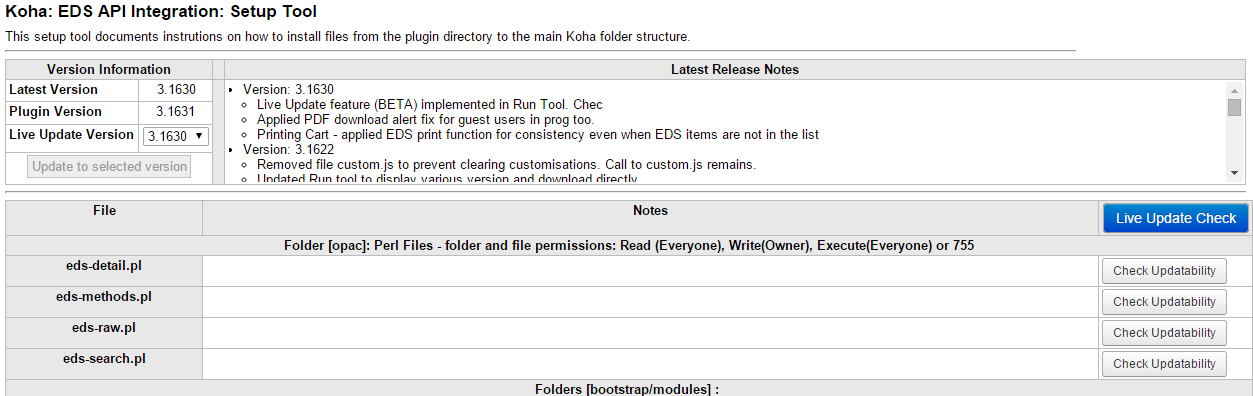 Koha: EDS API Integration: Setup Tool
This setup tool documents instrutions on how to install files from the plugin directory to the main Koha folder structure.
Version Information
Latest Release Notes
Latest Version 3.1630
Plugin Version 3.1631
Live Update Version 3.1630
Update to selected version
Version: 3.1630
Live Update feature (BETA) implemented in Run Tool. Chec
Applied PDF download alert fix for guest users in prog too.
Printing Cart - applied EDS print function for consistency even when EDS items are not in the list
Version: 3.1622
Removed file custom.js to prevent clearing customisations. Call to custom.js remains.
Updated Run tool to display various version and download directly
File Notes Live Update Check
Folder [opac]: Perl Files - folder and file permissions: Read (Everyone), Write(Owner), Execute(Everyone) or 755
eds-detail.pl Check Updatability
eds-methods.pl Check Updatability
eds-raw.pl Check Updatability
eds-search.pl Check Updatability
Folders [bootstrap/modules] :